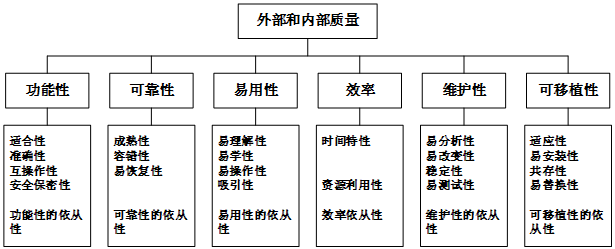 外部和内部质量
功能性
可靠性
易用性
效率
维护性
可移植性
适合性
准确性
互操作性
安全保密性
功能性的依从
性
成熟性
容错性
易恢复性
可靠性的依从
性
易理解性
易学性
易操作性
吸引性
易用性的依从
性
时间特性
资源利用性
效率依从性
易分析性
易改变性
稳定性
易测试性
维护性的依从
性
适应性
易安装性
共存性
易替换性
可移植性的依
从性